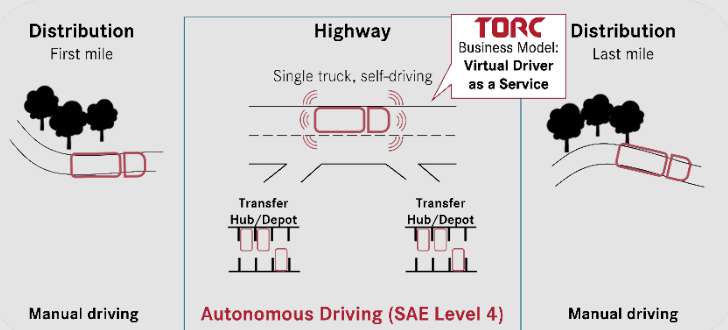 Distribution
First mile
Manual driving
Highway
Single truck, self-driving
TORC
Business Model:
Virtual Driver
as a Service
Transfer
Hub/Depot
Transfer
Hub/Depot
Autonomous Driving (SAE Level 4)
Distribution
Last mile
Manual driving